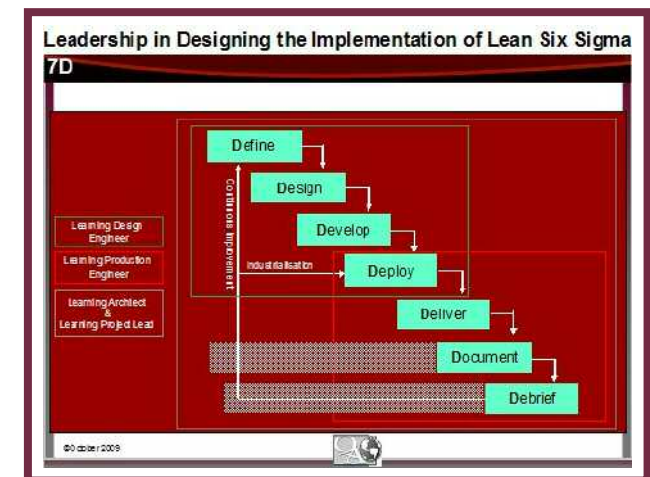 Leadership in Designing the Implementation of Lean Six Sigma
7D
Define
Design
Develop
Deploy
Deliver
Document
Debrief
Continuous Improvement
Industrialisation
Learning Design
Engineer
Learning Production
Engineer
Learning Architect
&
Learning Project Lead
©October 2009